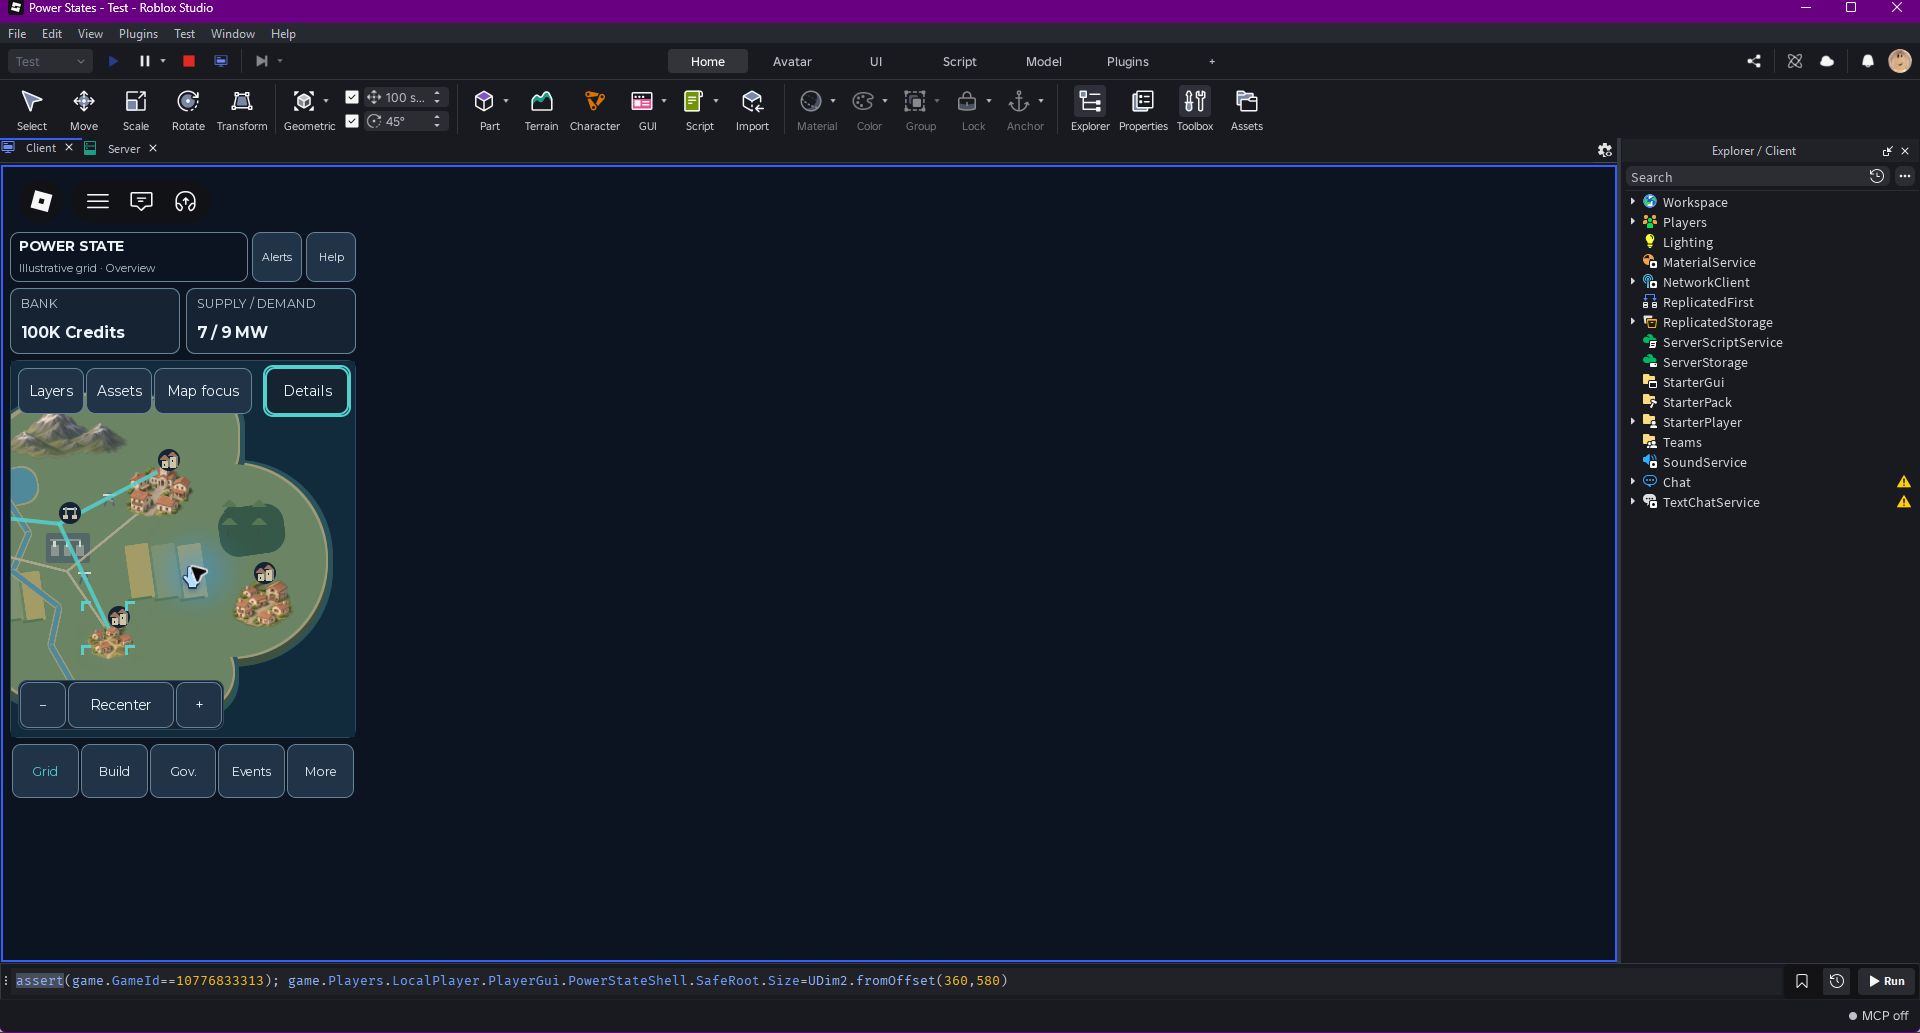 Power States - Test - Roblox Studio
File Edit View Plugins Test Window Help
Test
Home Avatar UI Script Model Plugins +
100 s...
45°
Select Move Scale Rotate Transform Geometric Part Terrain Character GUI Script Import Material Color Group Lock Anchor Explorer Properties Toolbox Assets
Client Server
Explorer / Client
Search
Workspace
Players
Lighting
MaterialService
NetworkClient
ReplicatedFirst
ReplicatedStorage
ServerScriptService
ServerStorage
StarterGui
StarterPack
StarterPlayer
Teams
SoundService
Chat
TextChatService
POWER STATE
Illustrative grid · Overview
Alerts Help
BANK
100K Credits
SUPPLY / DEMAND
7 / 9 MW
Layers Assets Map focus Details
– Recenter +
Grid Build Gov. Events More
assert(game.GameId==10776833313); game.Players.LocalPlayer.PlayerGui.PowerStateShell.SafeRoot.Size=UDim2.fromOffset(360,580)
Run
MCP off